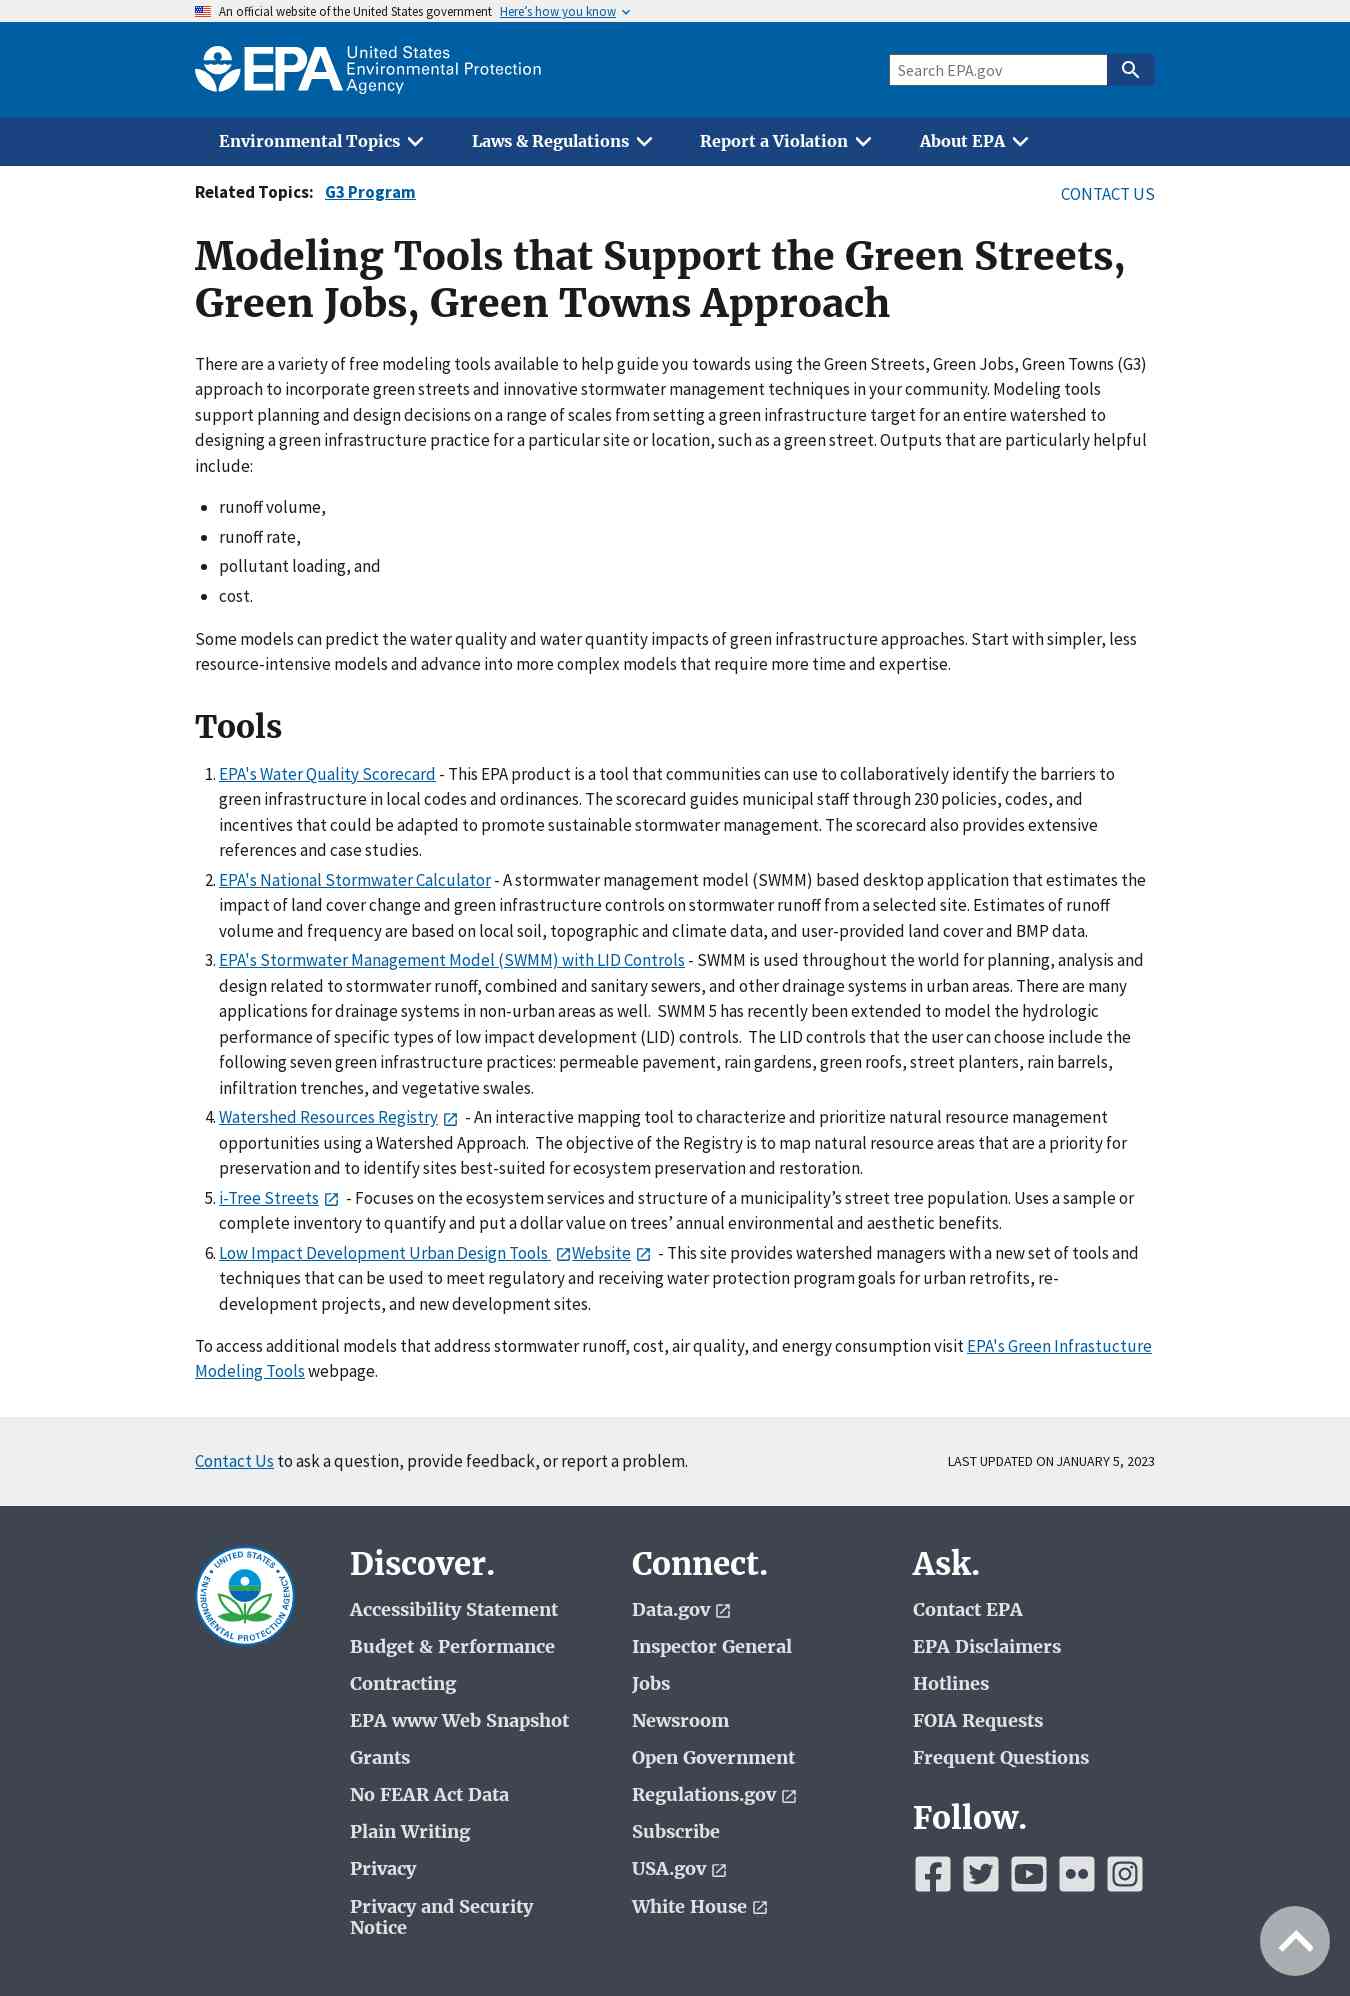 An official website of the United States government Here’s how you know
EPA United States
Environmental Protection
Agency
Search EPA.gov
Environmental Topics Laws & Regulations Report a Violation About EPA
Related Topics: G3 Program CONTACT US
Modeling Tools that Support the Green Streets,
Green Jobs, Green Towns Approach
There are a variety of free modeling tools available to help guide you towards using the Green Streets, Green Jobs, Green Towns (G3)
approach to incorporate green streets and innovative stormwater management techniques in your community. Modeling tools
support planning and design decisions on a range of scales from setting a green infrastructure target for an entire watershed to
designing a green infrastructure practice for a particular site or location, such as a green street. Outputs that are particularly helpful
include:
runoff volume,
runoff rate,
pollutant loading, and
cost.
Some models can predict the water quality and water quantity impacts of green infrastructure approaches. Start with simpler, less
resource-intensive models and advance into more complex models that require more time and expertise.
Tools
1. EPA's Water Quality Scorecard - This EPA product is a tool that communities can use to collaboratively identify the barriers to
green infrastructure in local codes and ordinances. The scorecard guides municipal staff through 230 policies, codes, and
incentives that could be adapted to promote sustainable stormwater management. The scorecard also provides extensive
references and case studies.
2. EPA's National Stormwater Calculator - A stormwater management model (SWMM) based desktop application that estimates the
impact of land cover change and green infrastructure controls on stormwater runoff from a selected site. Estimates of runoff
volume and frequency are based on local soil, topographic and climate data, and user-provided land cover and BMP data.
3. EPA's Stormwater Management Model (SWMM) with LID Controls - SWMM is used throughout the world for planning, analysis and
design related to stormwater runoff, combined and sanitary sewers, and other drainage systems in urban areas. There are many
applications for drainage systems in non-urban areas as well. SWMM 5 has recently been extended to model the hydrologic
performance of specific types of low impact development (LID) controls. The LID controls that the user can choose include the
following seven green infrastructure practices: permeable pavement, rain gardens, green roofs, street planters, rain barrels,
infiltration trenches, and vegetative swales.
4. Watershed Resources Registry - An interactive mapping tool to characterize and prioritize natural resource management
opportunities using a Watershed Approach. The objective of the Registry is to map natural resource areas that are a priority for
preservation and to identify sites best-suited for ecosystem preservation and restoration.
5. i-Tree Streets - Focuses on the ecosystem services and structure of a municipality’s street tree population. Uses a sample or
complete inventory to quantify and put a dollar value on trees’ annual environmental and aesthetic benefits.
6. Low Impact Development Urban Design Tools Website - This site provides watershed managers with a new set of tools and
techniques that can be used to meet regulatory and receiving water protection program goals for urban retrofits, re-
development projects, and new development sites.
To access additional models that address stormwater runoff, cost, air quality, and energy consumption visit EPA's Green Infrastucture
Modeling Tools webpage.
Contact Us to ask a question, provide feedback, or report a problem. LAST UPDATED ON JANUARY 5, 2023
UNITED STATES
ENVIRONMENTAL PROTECTION AGENCY
Discover.
Accessibility Statement
Budget & Performance
Contracting
EPA www Web Snapshot
Grants
No FEAR Act Data
Plain Writing
Privacy
Privacy and Security
Notice
Connect.
Data.gov
Inspector General
Jobs
Newsroom
Open Government
Regulations.gov
Subscribe
USA.gov
White House
Ask.
Contact EPA
EPA Disclaimers
Hotlines
FOIA Requests
Frequent Questions
Follow.